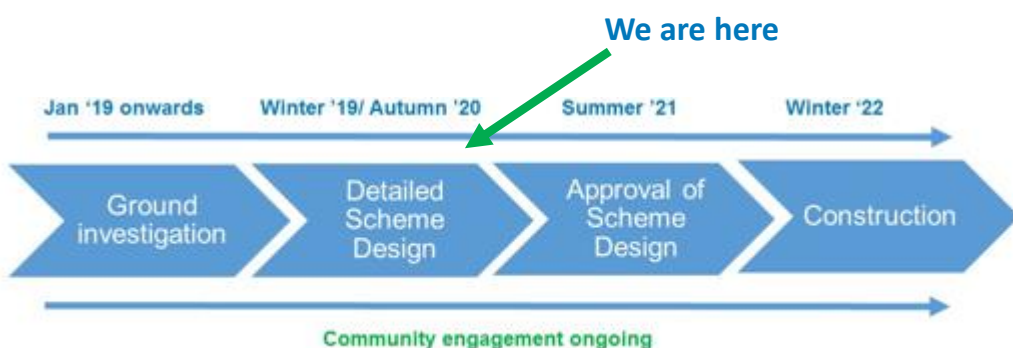 We are here
Jan ‘19 onwards
Winter ’19/ Autumn ’20
Summer ’21
Winter ‘22
Ground
investigation
Detailed
Scheme
Design
Approval of
Scheme
Design
Construction
Community engagement ongoing